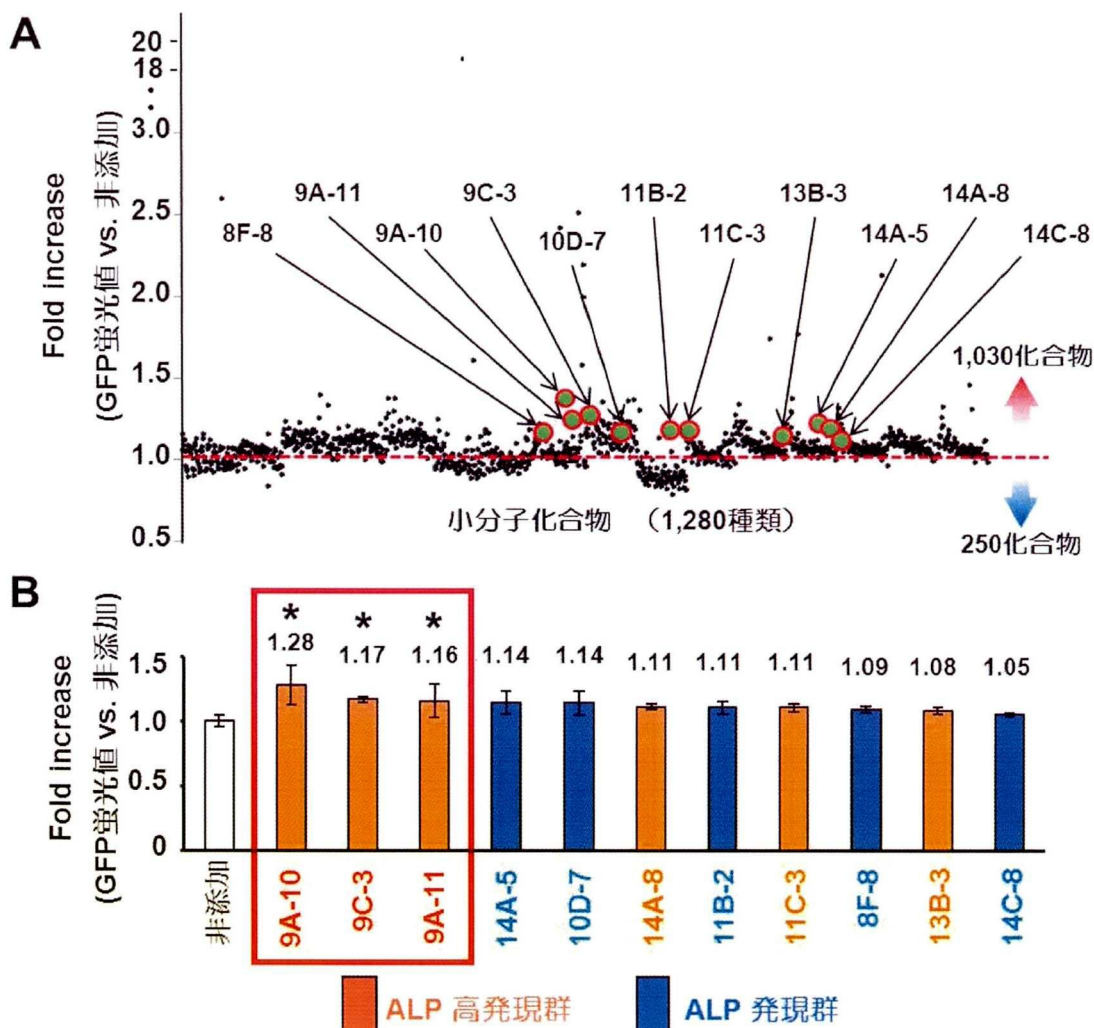 A
Fold increase
(GFP蛍光値 vs. 非添加)
20
18
3.0
2.5
2.0
1.5
1.0
0.5
9A-11
9C-3
11B-2
13B-3
14A-8
8F-8
9A-10
10D-7
11C-3
14A-5
14C-8
1,030化合物
小分子化合物 (1,280種類)
250化合物
B
Fold increase
(GFP蛍光値 vs. 非添加)
1.5
1.0
0.5
0
* * *
1.28 1.17 1.16 1.14 1.14 1.11 1.11 1.11 1.09 1.08 1.05
非添加
9A-10
9C-3
9A-11
14A-5
10D-7
14A-8
11B-2
11C-3
8F-8
13B-3
14C-8
ALP 高発現群
ALP 発現群